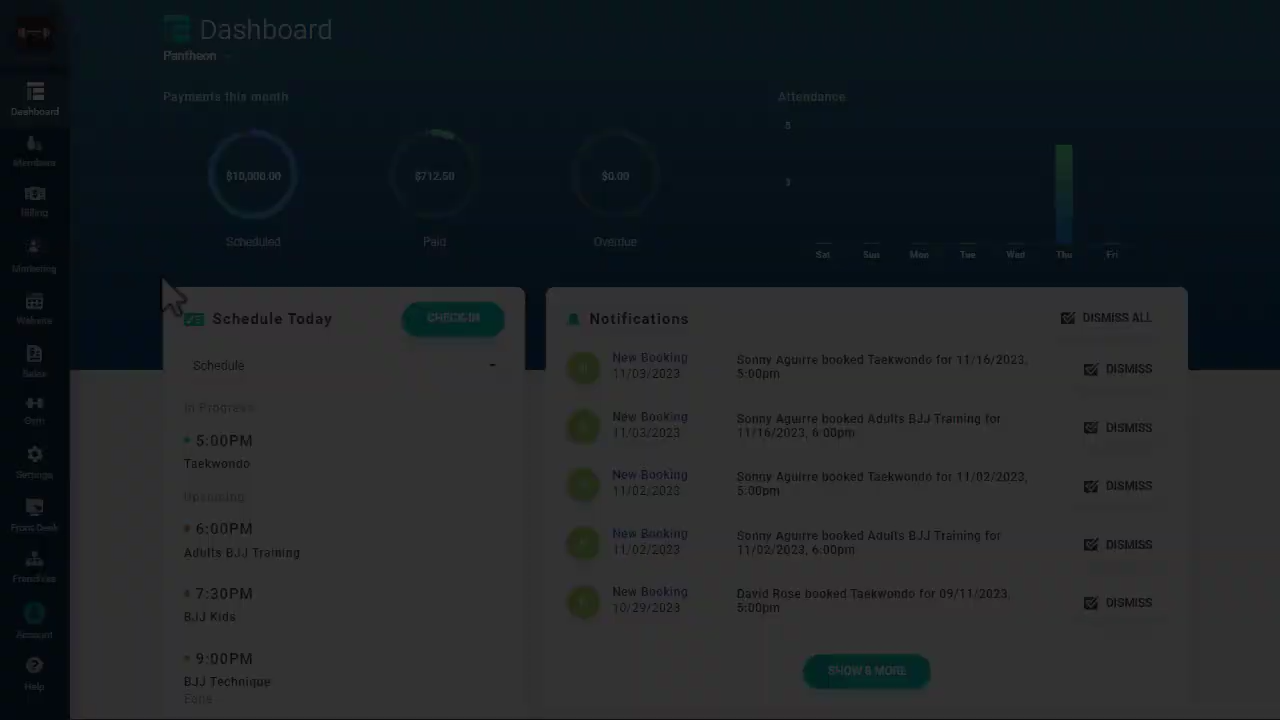 Dashboard
Pantheon
Payments this month
$10,000.00
$712.50
$0.00
Scheduled
Paid
Overdue
Attendance
5
3
Sat
Sun
Mon
Tue
Wed
Thu
Fri
Dashboard
Members
Billing
Marketing
Website
Sales
Gym
Settings
Front Desk
Franchise
Account
Help
Schedule Today
CHECK-IN
Schedule
In Progress
5:00PM
Taekwondo
Upcoming
6:00PM
Adults BJJ Training
7:30PM
BJJ Kids
9:00PM
BJJ Technique
Notifications
DISMISS ALL
New Booking
11/03/2023
Sonny Aguirre booked Taekwondo for 11/16/2023,
5:00pm
DISMISS
New Booking
11/03/2023
Sonny Aguirre booked Adults BJJ Training for
11/16/2023, 6:00pm
DISMISS
New Booking
11/02/2023
Sonny Aguirre booked Taekwondo for 11/02/2023,
5:00pm
DISMISS
New Booking
11/02/2023
Sonny Aguirre booked Adults BJJ Training for
11/02/2023, 6:00pm
DISMISS
New Booking
10/29/2023
David Rose booked Taekwondo for 09/11/2023,
5:00pm
DISMISS